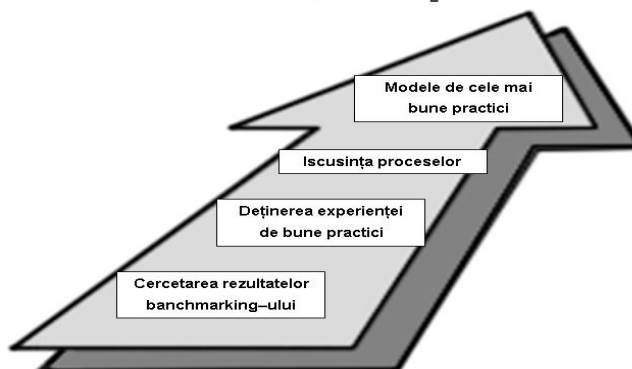 Modele de cele mai
bune practici
Iscusința proceselor
Deținerea experienței
de bune practici
Cercetarea rezultatelor
banchmarking–ului